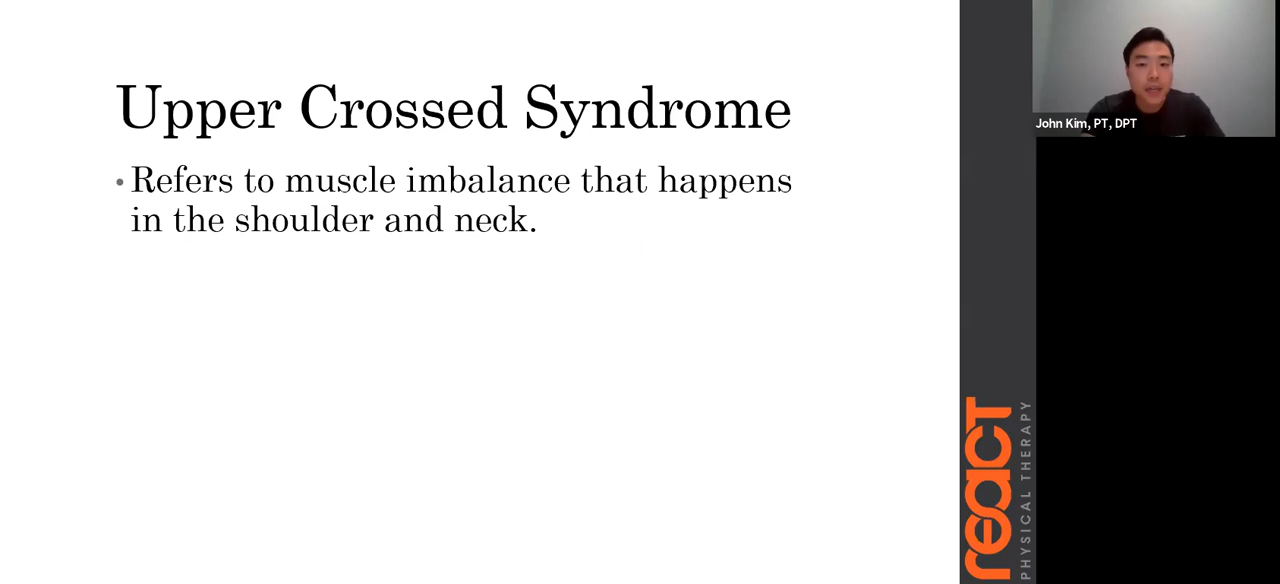 Upper Crossed Syndrome
• Refers to muscle imbalance that happens
in the shoulder and neck.
John Kim, PT, DPT
react
PHYSICAL THERAPY